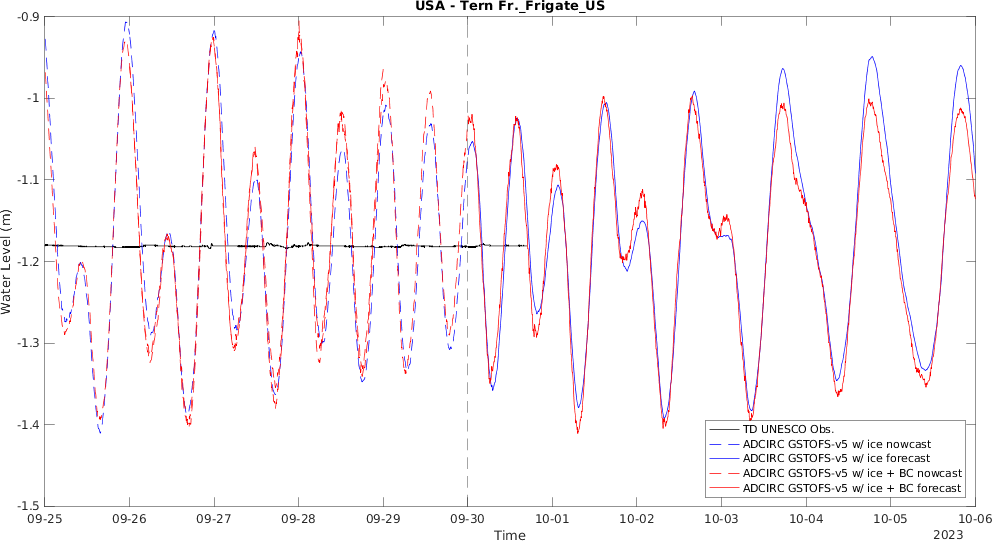 USA - Tern Fr._Frigate_US
-0.9
-1
-1.1
-1.2
-1.3
-1.4
-1.5
Water Level (m)
09-25 09-26 09-27 09-28 09-29 09-30 10-01 10-02 10-03 10-04 10-05 10-06
Time
2023
TD UNESCO Obs.
ADCIRC GSTOFS-v5 w/ ice nowcast
ADCIRC GSTOFS-v5 w/ ice forecast
ADCIRC GSTOFS-v5 w/ ice + BC nowcast
ADCIRC GSTOFS-v5 w/ ice + BC forecast